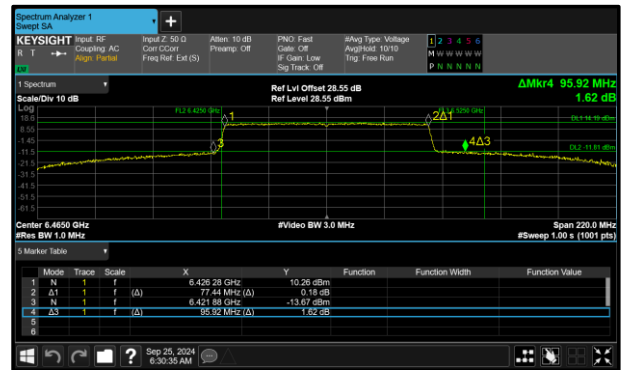 Spectrum Analyzer 1
Swept SA
+
KEYSIGHT Input: RF Input Z: 50 Ω Atten: 10 dB PNO: Fast #Avg Type: Voltage 1 2 3 4 5 6
R T Coupling: AC Corr CCorr Preamp: Off Gate: Off Avg|Hold: 10/10 M W W W W W
Align: Partial Freq Ref: Ext (S) IF Gain: Low Trig: Free Run
LXI Sig Track: Off P N N N N N
1 Spectrum Ref Lvl Offset 28.55 dB ΔMkr4 95.92 MHz
Scale/Div 10 dB Ref Level 28.55 dBm 1.62 dB
Log
18.6 FL2 6.4250 GHz 1 2Δ1 DL1 14.19 dBm
8.55
-1.45 3 4Δ3 DL2 -11.81 dBm
-11.5
-21.5
-31.5
-41.5
-51.5
-61.5
Center 6.4650 GHz #Video BW 3.0 MHz Span 220.0 MHz
#Res BW 1.0 MHz #Sweep 1.00 s (1001 pts)
5 Marker Table
Mode Trace Scale X Y Function Function Width Function Value
1 N 1 f 6.426 28 GHz 10.26 dBm
2 Δ1 1 f (Δ) 77.44 MHz (Δ) 0.18 dB
3 N 1 f 6.421 88 GHz -13.67 dBm
4 Δ3 1 f (Δ) 95.92 MHz (Δ) 1.62 dB
5
6
? Sep 25, 2024
6:30:35 AM